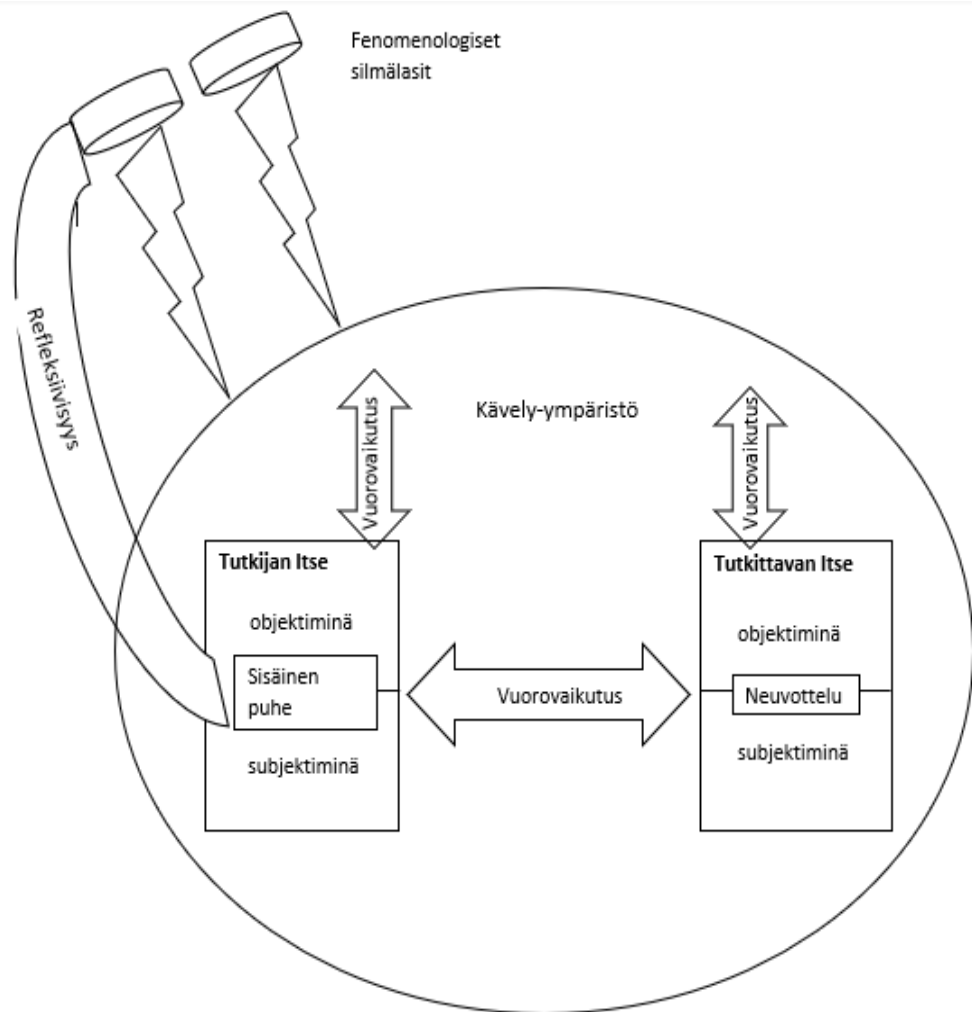 Fenomenologiset
silmälasit
Refleksiivisyys
Kävely-ympäristö
Vuorovaikutus
Vuorovaikutus
Tutkijan Itse
objektiminä
Sisäinen
puhe
subjektiminä
Vuorovaikutus
Tutkittavan Itse
objektiminä
Neuvottelu
subjektiminä